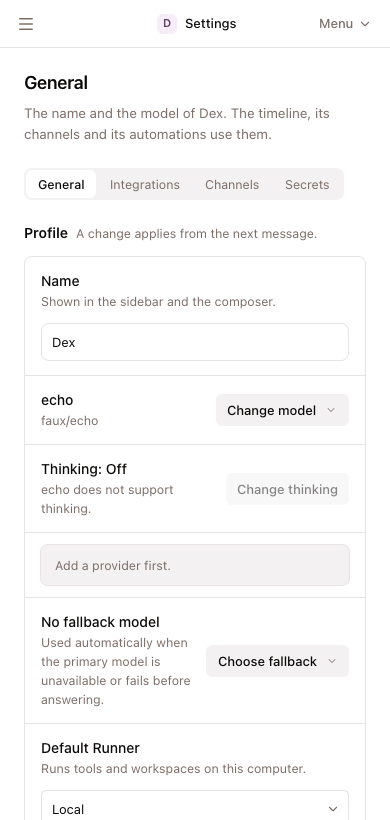 D Settings Menu
General
The name and the model of Dex. The timeline, its
channels and its automations use them.
General Integrations Channels Secrets
Profile A change applies from the next message.
Name
Shown in the sidebar and the composer.
Dex
echo
faux/echo
Change model
Thinking: Off
echo does not support
thinking.
Change thinking
Add a provider first.
No fallback model
Used automatically when
the primary model is
unavailable or fails before
answering.
Choose fallback
Default Runner
Runs tools and workspaces on this computer.
Local